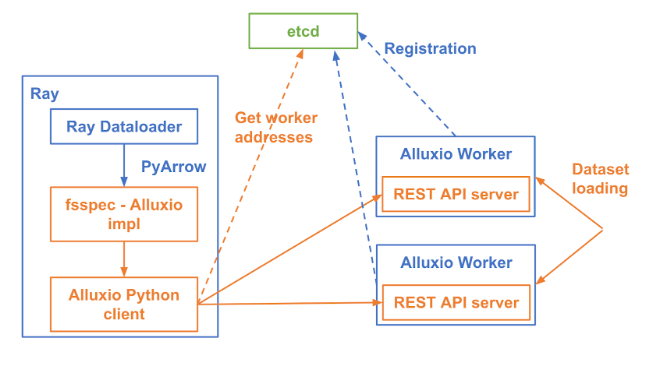 etcd
Registration
Ray
Ray Dataloader
Get worker
addresses
PyArrow
fsspec - Alluxio
impl
Alluxio Python
client
Alluxio Worker
REST API server
Dataset
loading
Alluxio Worker
REST API server